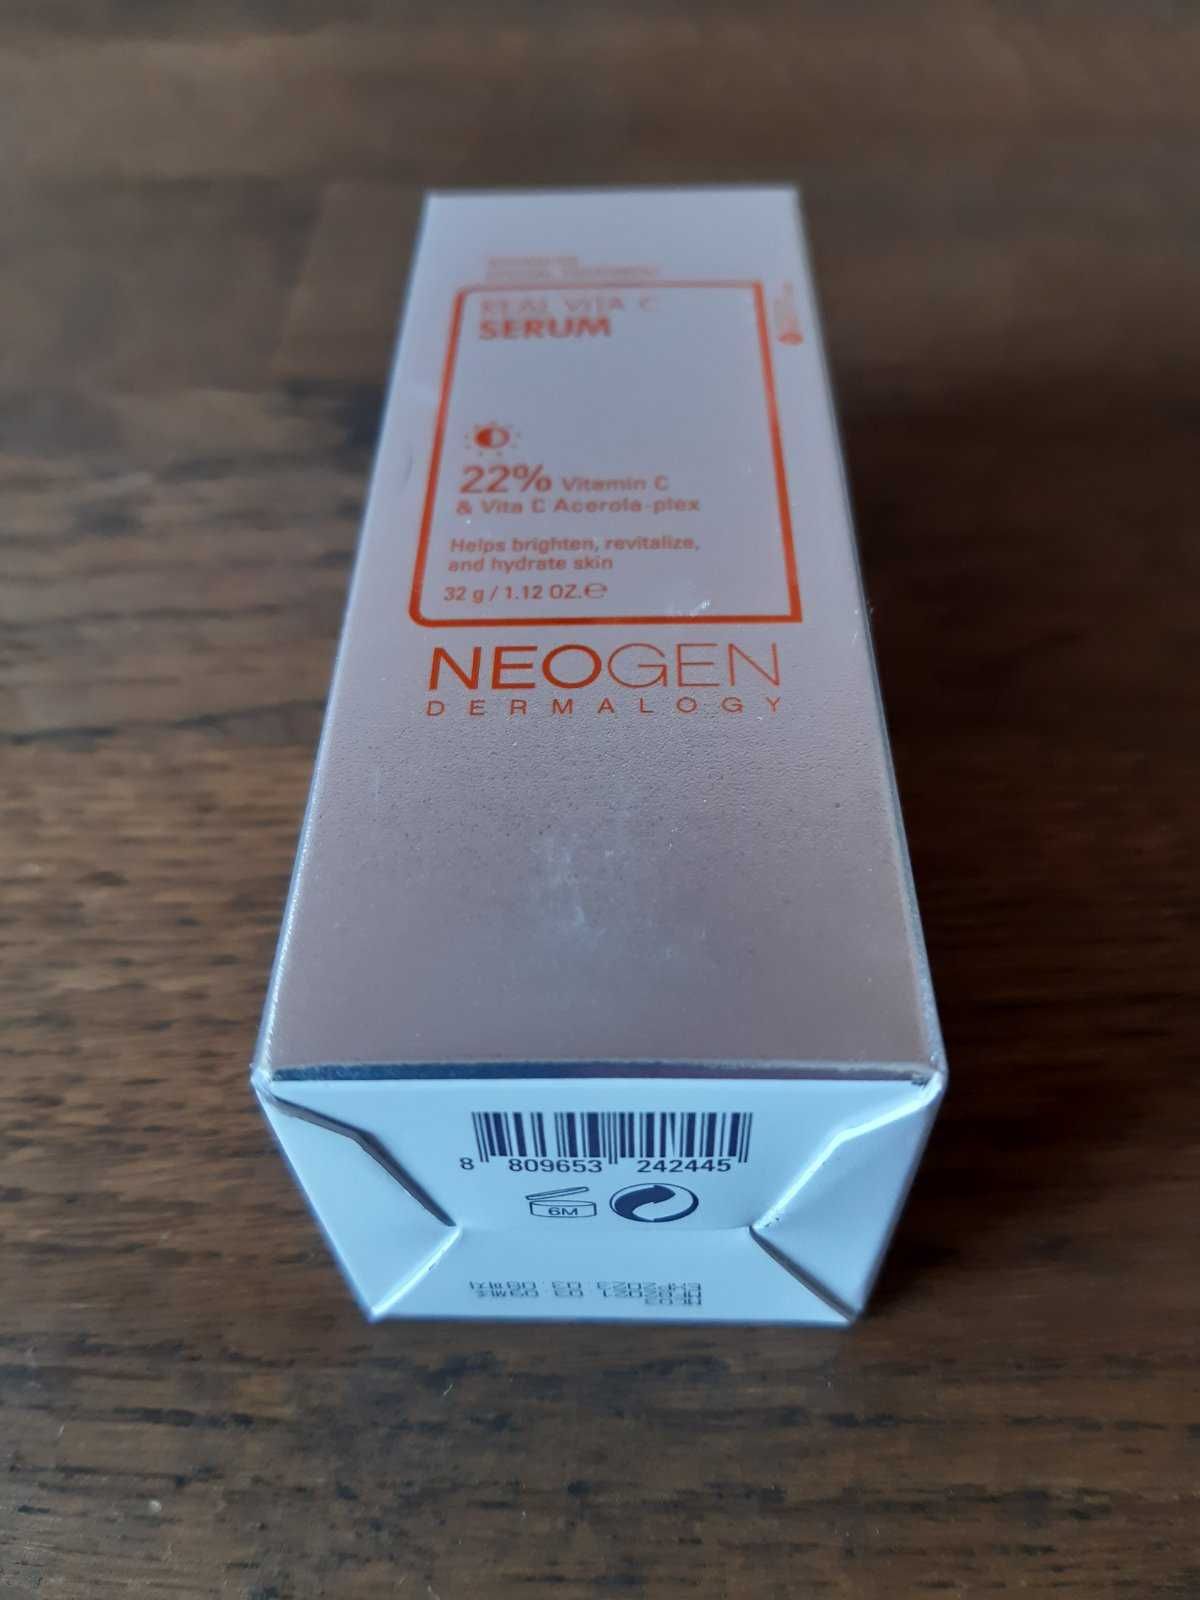 REAL VITA C
SERUM
22% Vitamin C
& Vita C Acerola-plex
Helps brighten, revitalize,
and hydrate skin
32 g / 1.12 OZ.℮
NEOGEN
DERMALOGY
8 809653 242445
6M